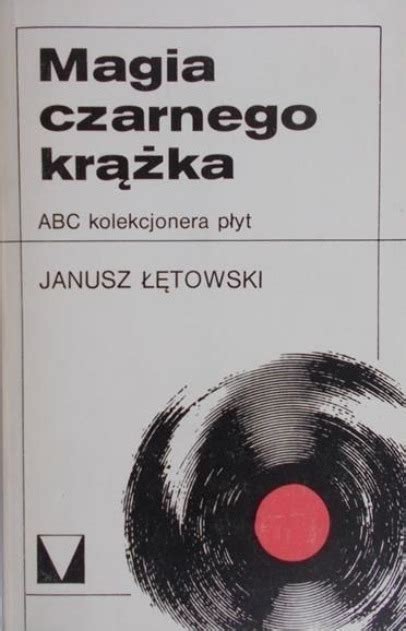 Magia
czarnego
krążka
ABC kolekcjonera płyt
JANUSZ ŁĘTOWSKI